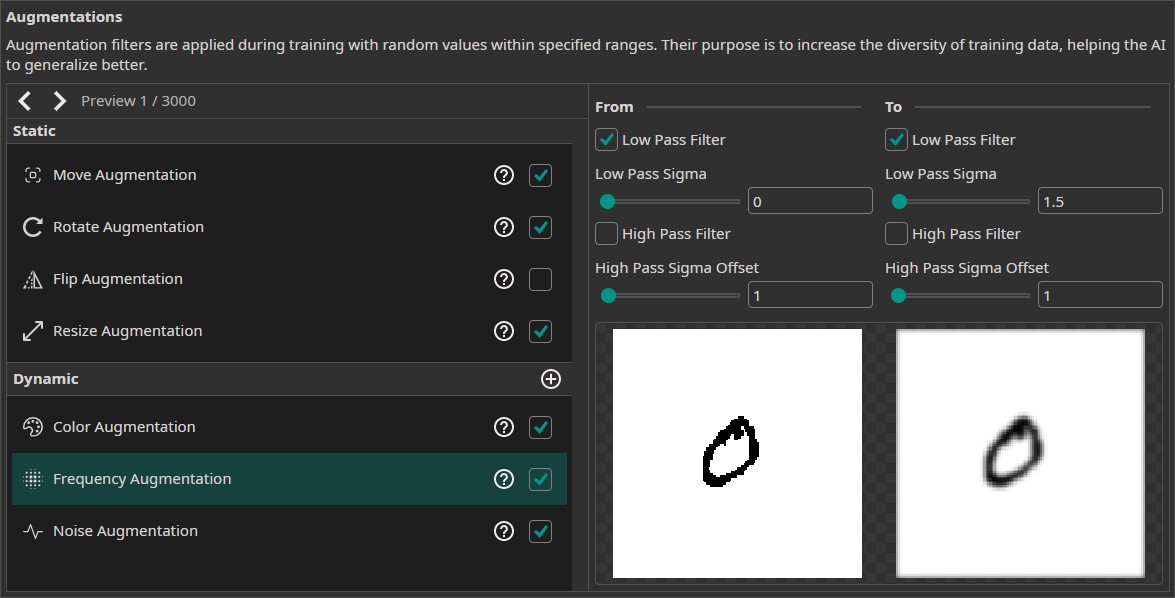 Augmentations
Augmentation filters are applied during training with random values within specified ranges. Their purpose is to increase the diversity of training data, helping the AI
to generalize better.
Preview 1 / 3000
Static
Move Augmentation
Rotate Augmentation
Flip Augmentation
Resize Augmentation
Dynamic
Color Augmentation
Frequency Augmentation
Noise Augmentation
From
Low Pass Filter
Low Pass Sigma
0
High Pass Filter
High Pass Sigma Offset
1
To
Low Pass Filter
Low Pass Sigma
1.5
High Pass Filter
High Pass Sigma Offset
1
0
0